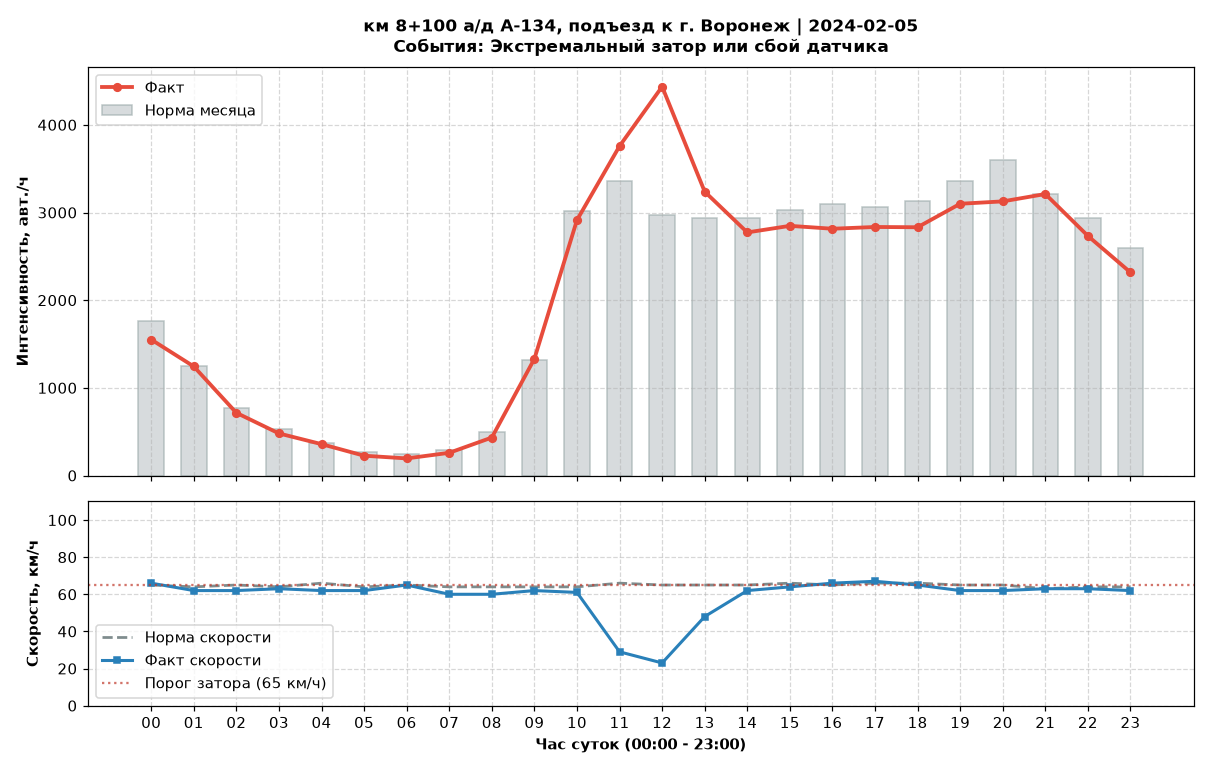 км 8+100 а/д А-134, подъезд к г. Воронеж | 2024-02-05
События: Экстремальный затор или сбой датчика
Факт
Норма месяца
Интенсивность, авт./ч
4000
3000
2000
1000
0
Скорость, км/ч
100
80
60
40
20
0
Норма скорости
Факт скорости
Порог затора (65 км/ч)
00 01 02 03 04 05 06 07 08 09 10 11 12 13 14 15 16 17 18 19 20 21 22 23
Час суток (00:00 - 23:00)